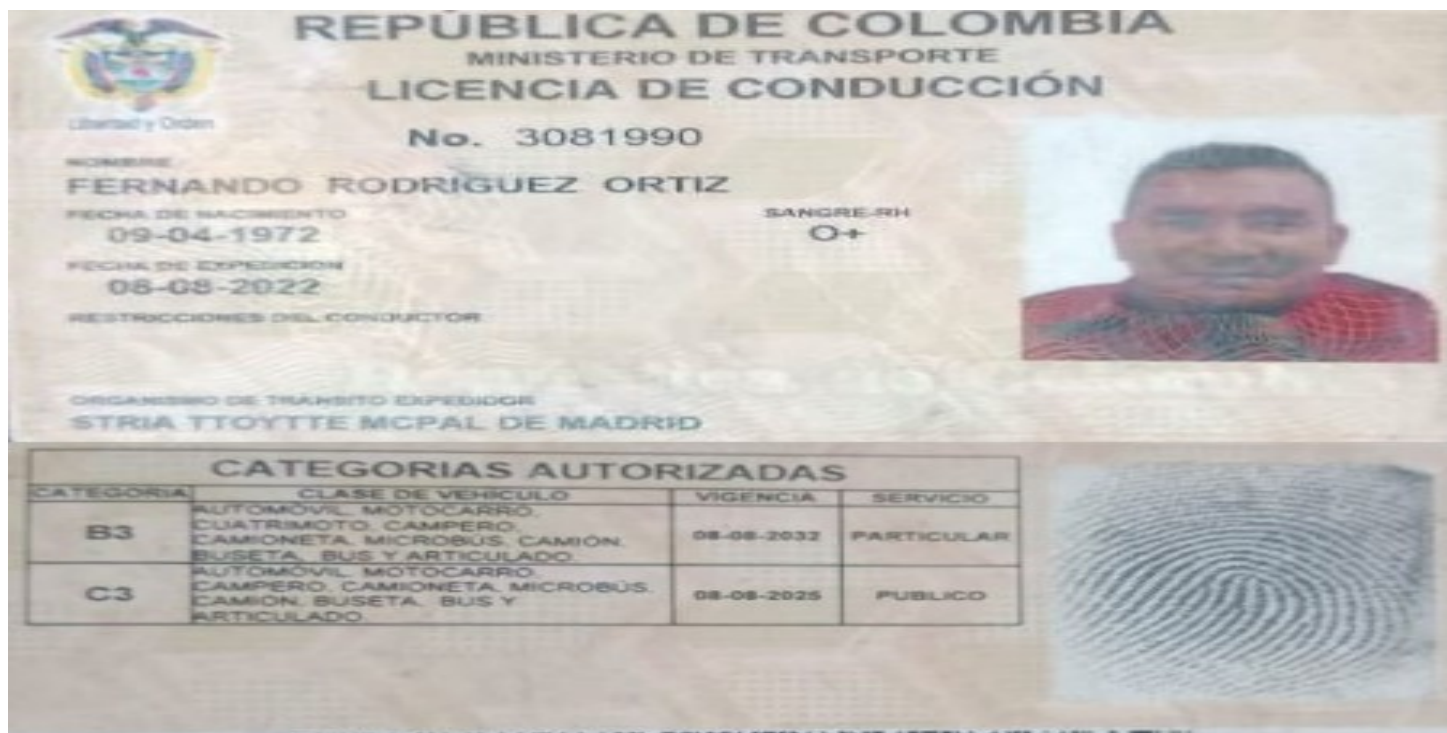 REPÚBLICA DE COLOMBIA
MINISTERIO DE TRANSPORTE
LICENCIA DE CONDUCCIÓN
Libertad y Orden
No. 3081990
NOMBRE
FERNANDO RODRIGUEZ ORTIZ
FECHA DE NACIMIENTO
SANGRE-RH
09-04-1972
O+
FECHA DE EXPEDICION
08-08-2022
RESTRICCIONES DEL CONDUCTOR
ORGANISMO DE TRANSITO EXPEDIDOR
STRIA TTOYTTE MCPAL DE MADRID
CATEGORIAS AUTORIZADAS
CATEGORIA CLASE DE VEHICULO VIGENCIA SERVICIO
B3
AUTOMÓVIL, MOTOCARRO,
CUATRIMOTO, CAMPERO,
CAMIONETA, MICROBÚS, CAMIÓN,
BUSETA, BUS Y ARTICULADO
08-08-2032
PARTICULAR
C3
AUTOMÓVIL, MOTOCARRO,
CAMPERO, CAMIONETA, MICROBÚS,
CAMIÓN, BUSETA, BUS Y
ARTICULADO
08-08-2025
PUBLICO